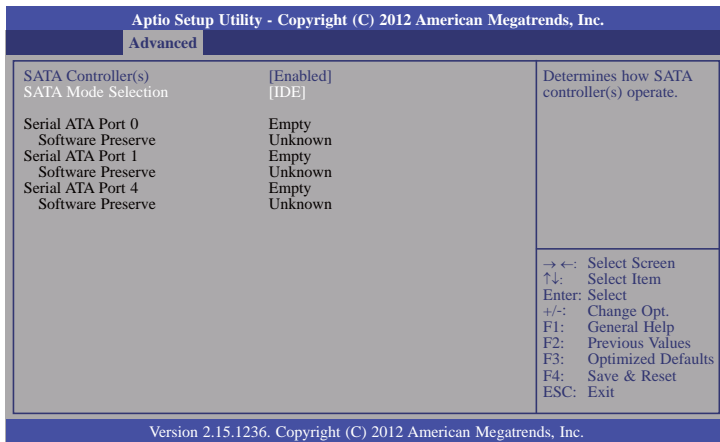 Aptio Setup Utility - Copyright (C) 2012 American Megatrends, Inc.
Advanced
SATA Controller(s) [Enabled]
SATA Mode Selection [IDE]
Serial ATA Port 0 Empty
Software Preserve Unknown
Serial ATA Port 1 Empty
Software Preserve Unknown
Serial ATA Port 4 Empty
Software Preserve Unknown
Determines how SATA
controller(s) operate.
→ ←: Select Screen
↑↓: Select Item
Enter: Select
+/-: Change Opt.
F1: General Help
F2: Previous Values
F3: Optimized Defaults
F4: Save & Reset
ESC: Exit
Version 2.15.1236. Copyright (C) 2012 American Megatrends, Inc.